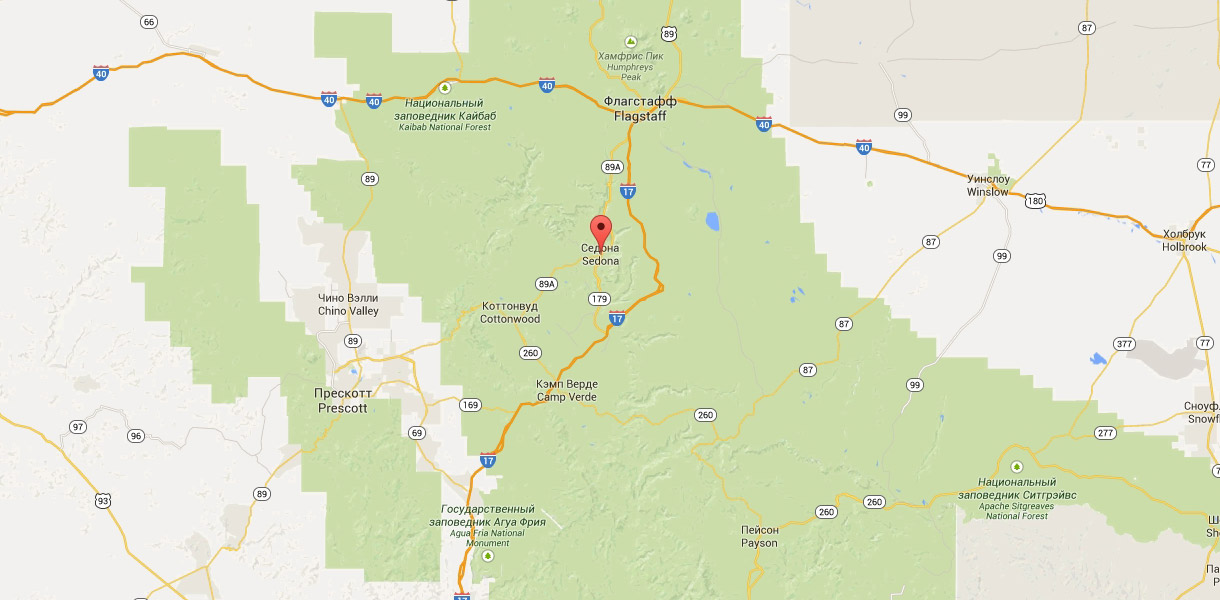 66
89
87
Хамфрис Пик
Humphreys
Peak
40
40
40
40
Национальный
заповедник Кайбаб
Kaibab National Forest
Флагстафф
Flagstaff
40
99
40
89A
77
89
17
Уинслоу
Winslow
180
Седона
Sedona
87
99
Холбрук
Holbrook
89A
179
Чино Вэлли
Chino Valley
Коттонвуд
Cottonwood
17
87
89
260
377
77
87
Прескотт
Prescott
Кэмп Верде
Camp Verde
99
169
260
Сноуф
Snowfl
97
96
69
277
17
Национальный
заповедник Ситгрэйвс
Apache Sitgreaves
National Forest
93
89
260
260
Государственный
заповедник Агуа Фрия
Agua Fria National
Monument
Пейсон
Payson
Ш
Sh
Па
P
17